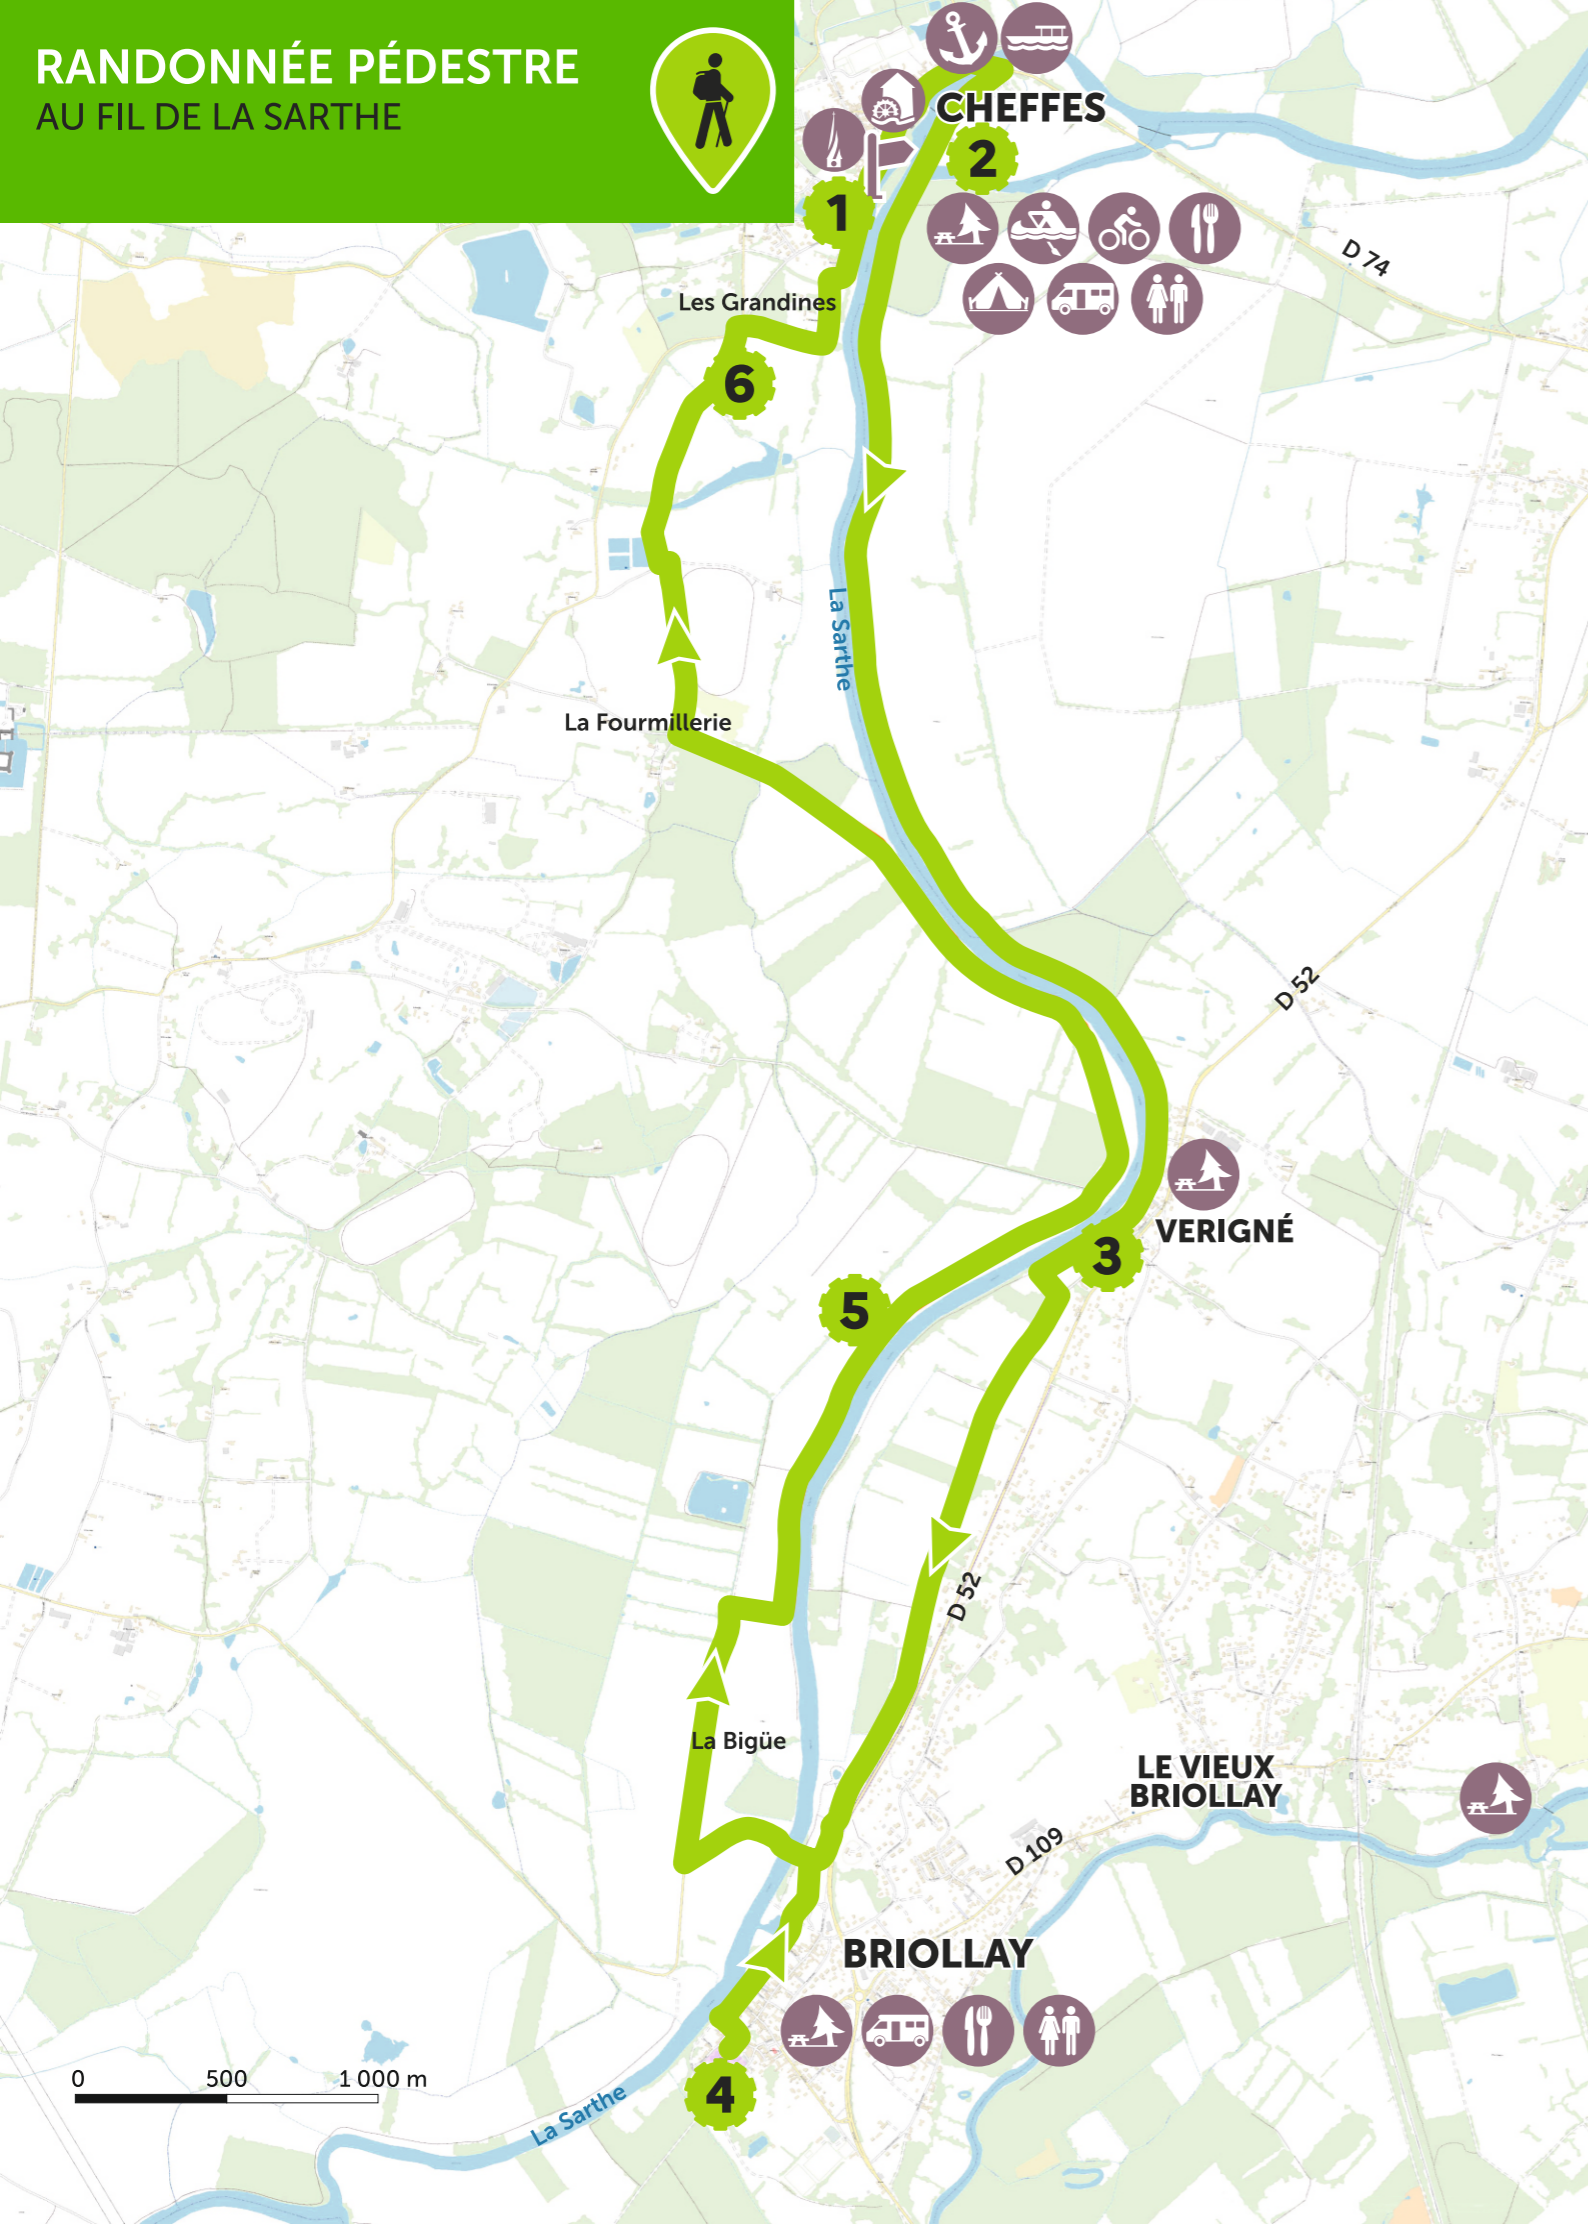 RANDONNÉE PÉDESTRE
AU FIL DE LA SARTHE
CHEFFES
2
1
D 74
Les Grandines
6
La Sarthe
La Fourmillerie
D 52
VERIGNÉ
3
5
D 52
La Bigüe
LE VIEUX
BRIOLLAY
D 109
BRIOLLAY
4
0 500 1 000 m
La Sarthe